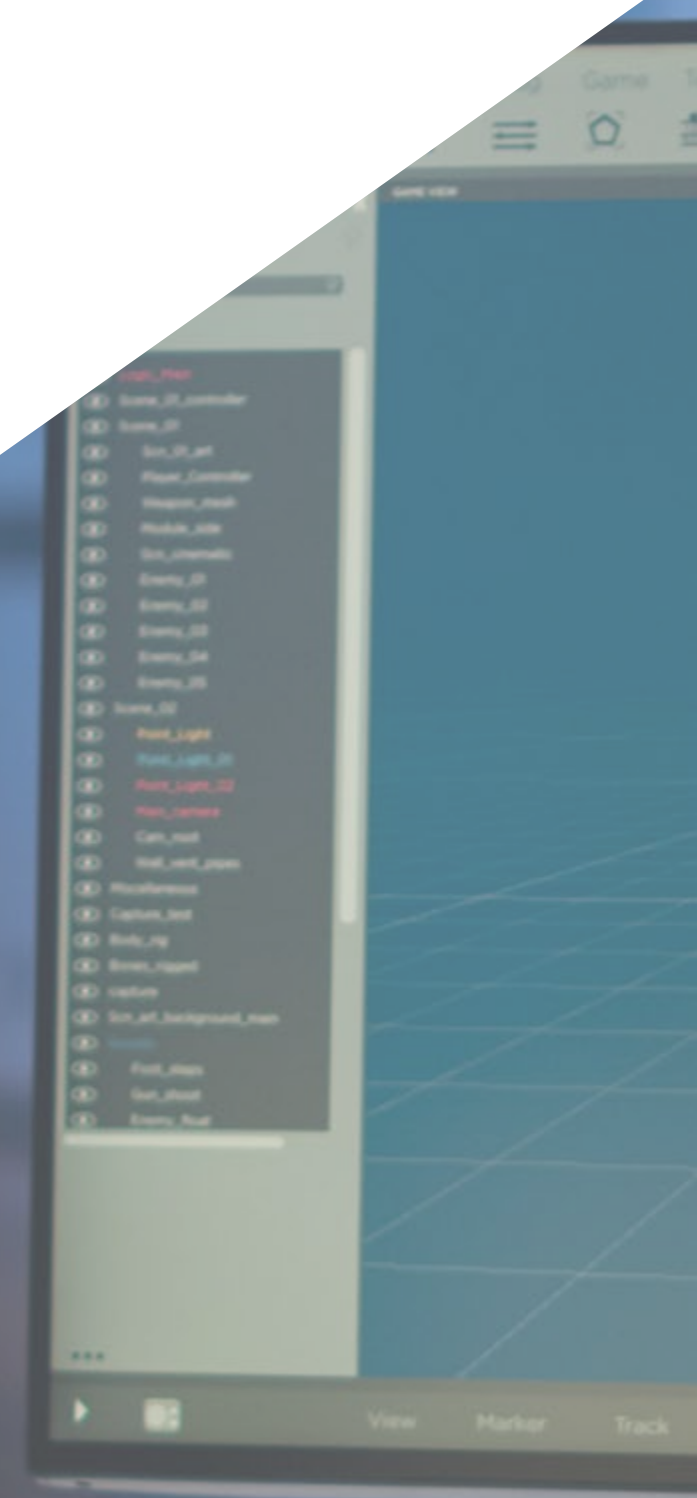 Game
GAME VIEW
Scene_01_controller
Scene_01
Scn_01_art
Player_Controller
Weapon_mesh
Module_side
Scn_cinematic
Enemy_01
Enemy_02
Enemy_03
Enemy_04
Enemy_05
Scene_02
Point_Light
Point_Light_01
Point_Light_02
Main_camera
Cam_root
Wall_vent_pipes
Miscellaneous
Capture_test
Body_rig
Bones_rigged
capture
Scn_art_background_main
Foot_steps
Gun_shoot
Enemy_float
View Marker Track